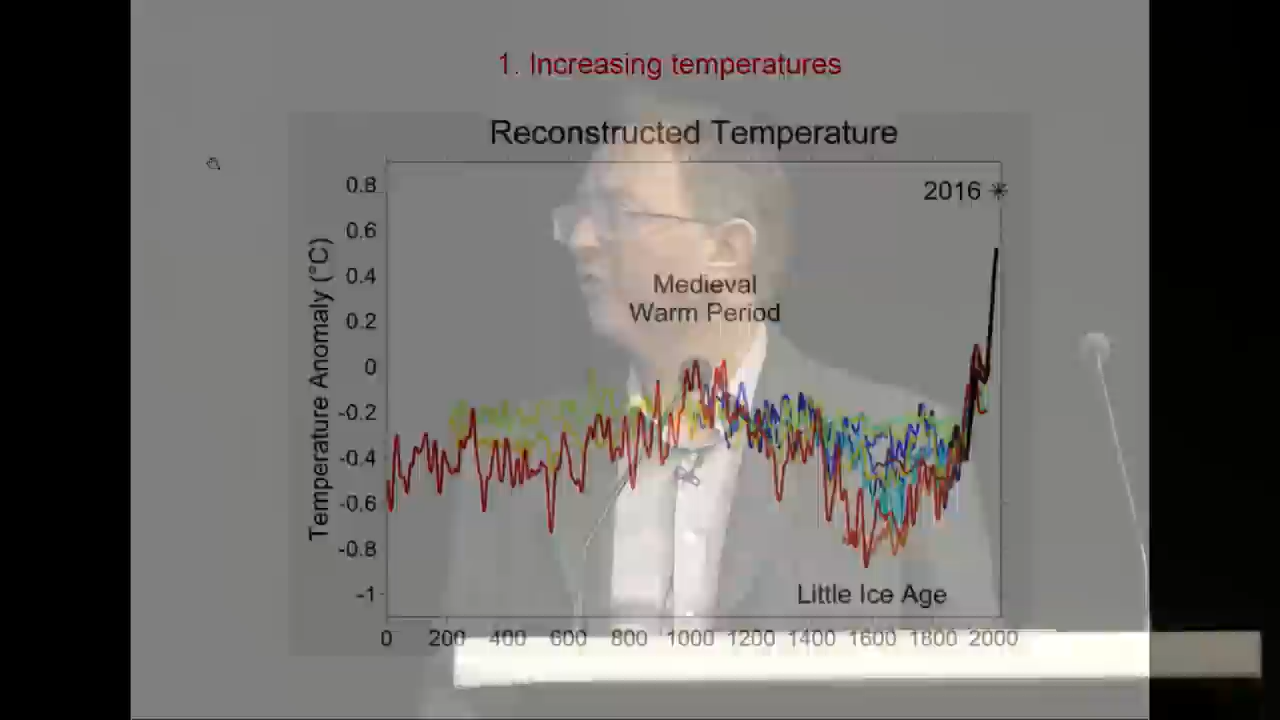 1. Increasing temperatures
Reconstructed Temperature
0.8
0.6
0.4
0.2
0
-0.2
-0.4
-0.6
-0.8
-1
Temperature Anomaly (°C)
2016 *
Medieval
Warm Period
Little Ice Age
0 200 400 600 800 1000 1200 1400 1600 1800 2000